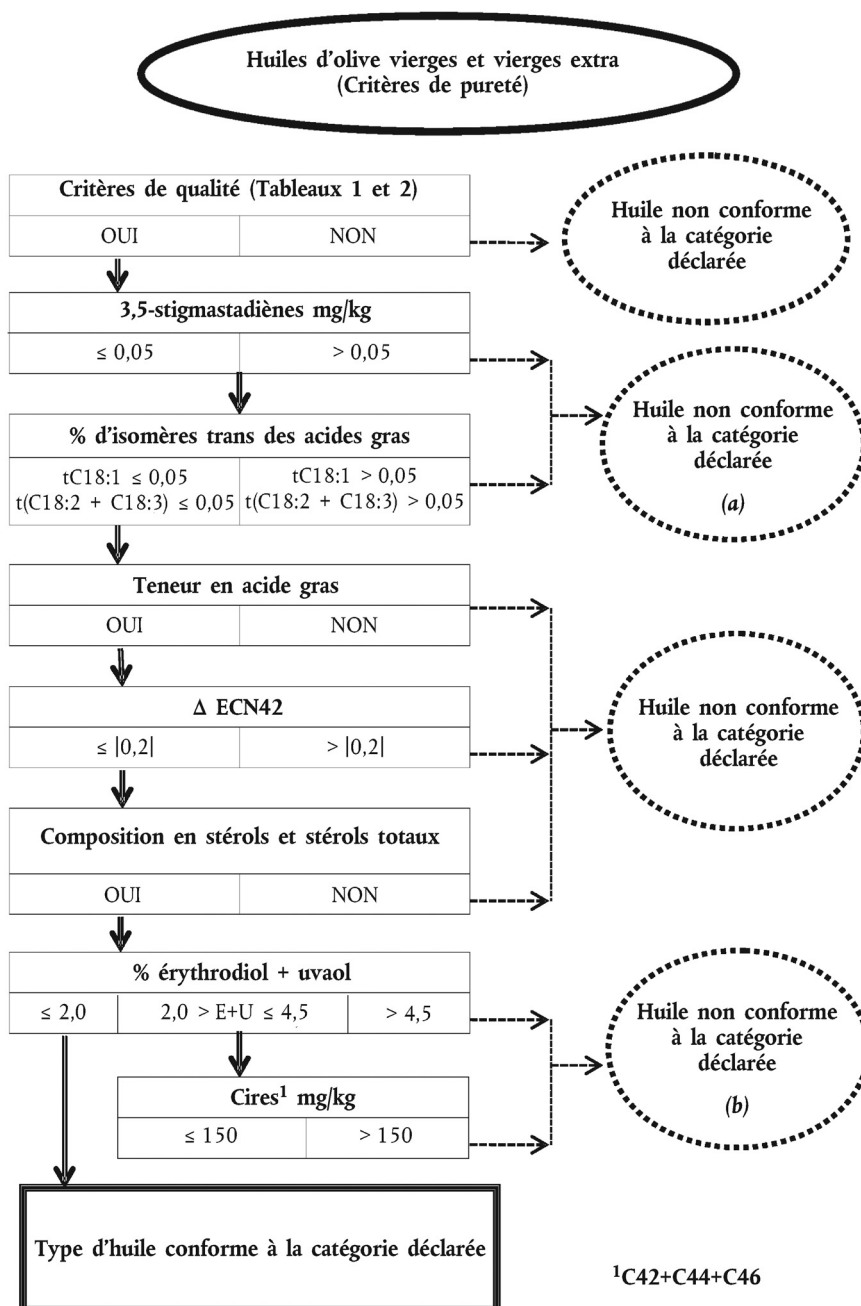 Huiles d'olive vierges et vierges extra
(Critères de pureté)
Critères de qualité (Tableaux 1 et 2)
OUI NON
Huile non conforme
à la catégorie
déclarée
3,5-stigmastadiènes mg/kg
≤ 0,05 > 0,05
% d'isomères trans des acides gras
tC18:1 ≤ 0,05 tC18:1 > 0,05
t(C18:2 + C18:3) ≤ 0,05 t(C18:2 + C18:3) > 0,05
Huile non conforme
à la catégorie
déclarée
(a)
Teneur en acide gras
OUI NON
Δ ECN42
≤ |0,2| > |0,2|
Composition en stérols et stérols totaux
OUI NON
Huile non conforme
à la catégorie
déclarée
% érythrodiol + uvaol
≤ 2,0 2,0 > E+U ≤ 4,5 > 4,5
Cires¹ mg/kg
≤ 150 > 150
Huile non conforme
à la catégorie
déclarée
(b)
Type d'huile conforme à la catégorie déclarée
¹C42+C44+C46